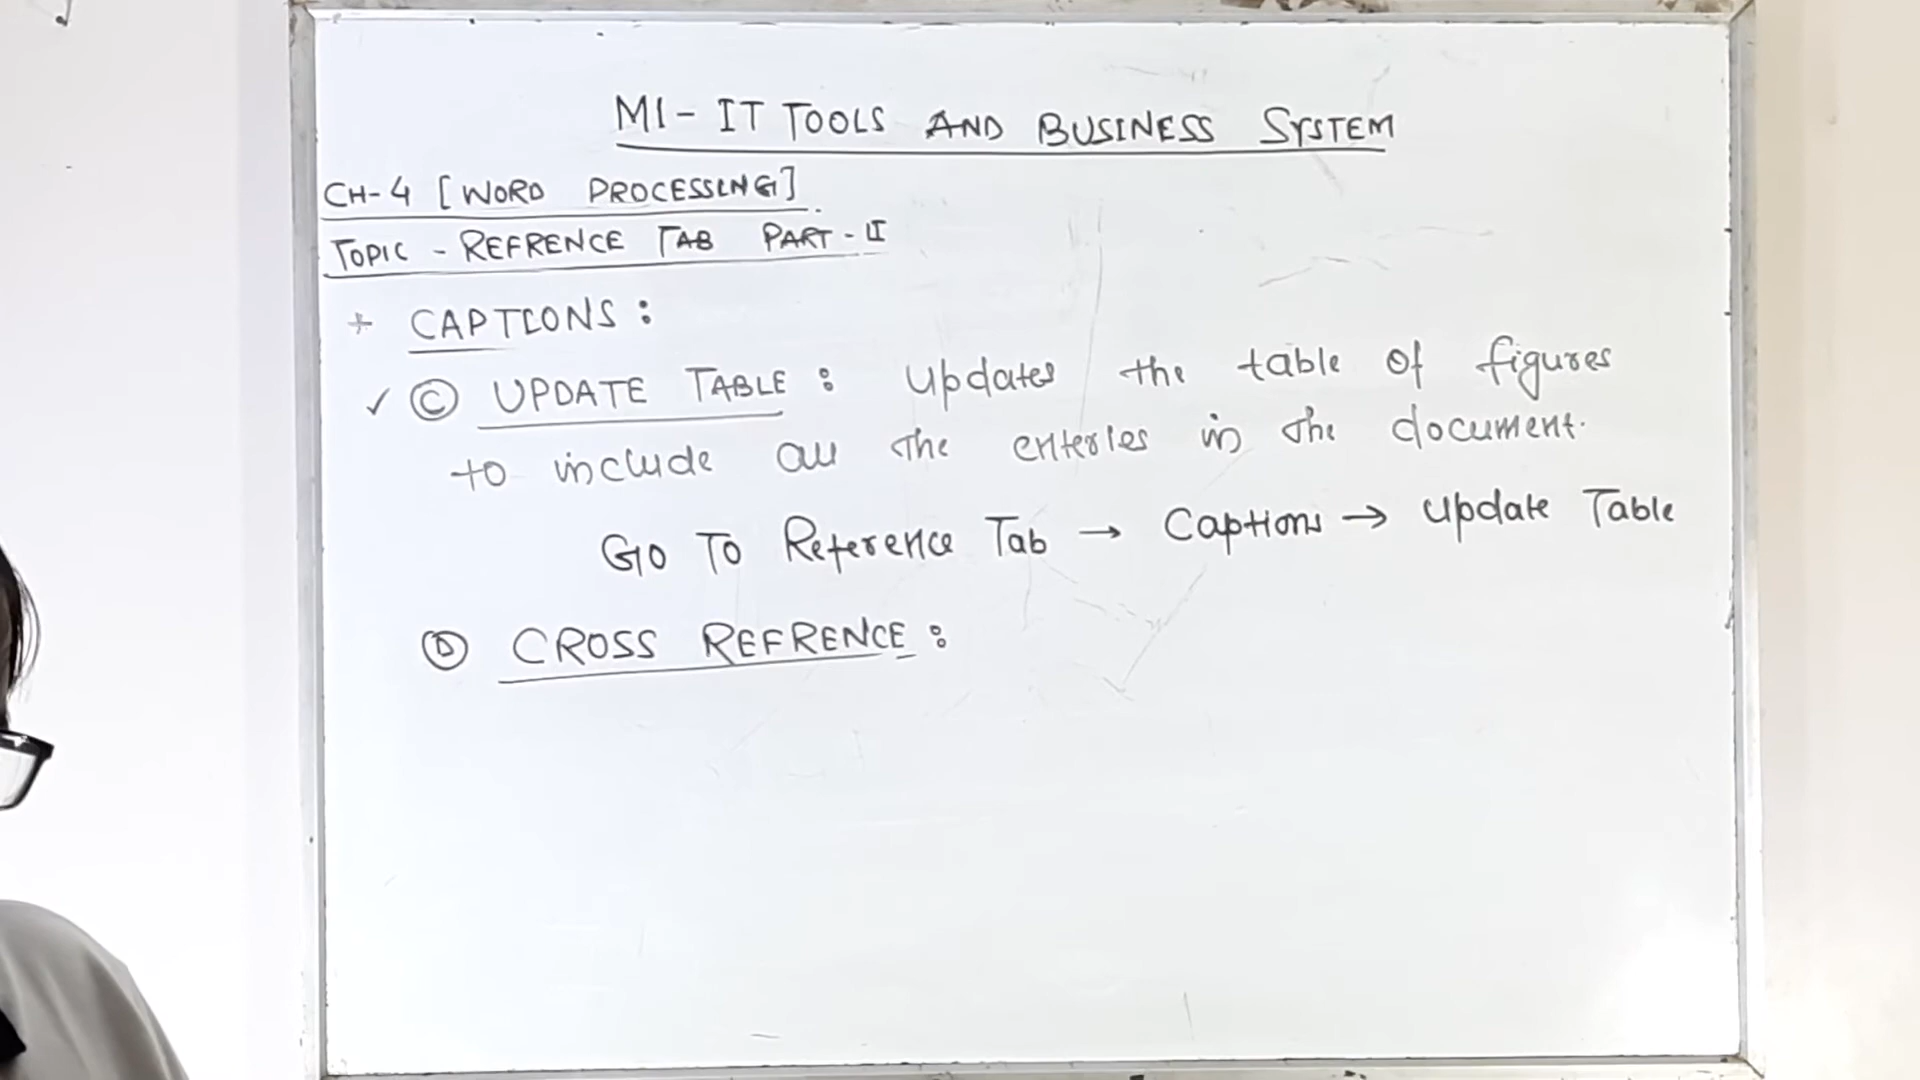 M1 - IT TOOLS AND BUSINESS SYSTEM
CH-4 [WORD PROCESSING]
TOPIC - REFRENCE TAB PART - II
+ CAPTIONS :
✓ Ⓒ UPDATE TABLE : Updates the table of figures
to include all the enteries in the document.
GO TO Reference Tab → Captions → Update Table
Ⓓ CROSS REFRENCE :